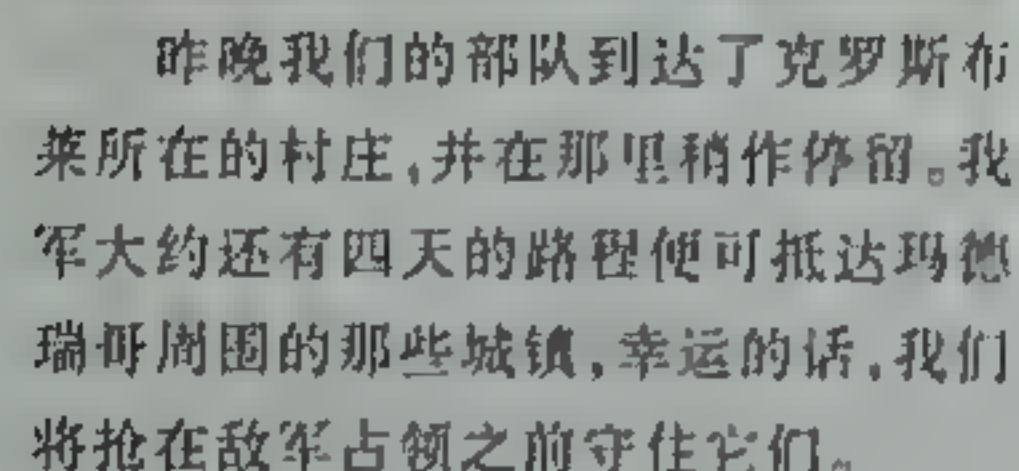 昨晚我们的部队到达了克罗斯布
莱所在的村庄,并在那里稍作停留。我
军大约还有四天的路程便可抵达玛德
瑞哥周围的那些城镇,幸运的话,我们
将抢在敌军占领之前守住它们。